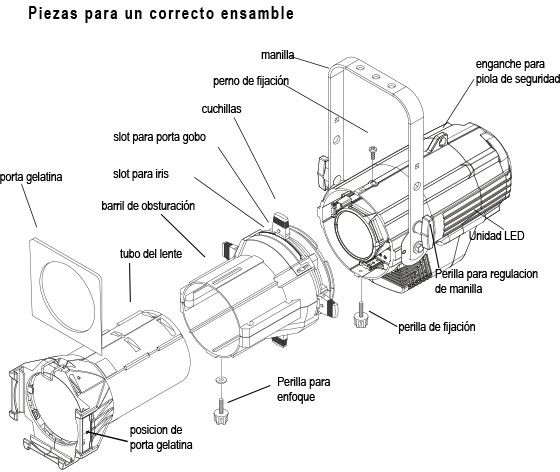 Piezas para un correcto ensamble
manilla
enganche para
piola de seguridad
perno de fijación
cuchillas
slot para porta gobo
slot para iris
porta gelatina
barril de obsturación
tubo del lente
Unidad LED
Perilla para regulacion
de manilla
perilla de fijación
Perilla para
enfoque
posicion de
porta gelatina